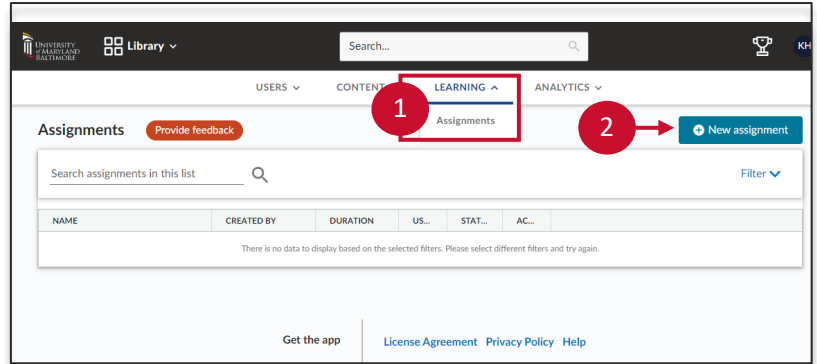 UNIVERSITY
of MARYLAND
BALTIMORE
Library
Search...
KH
USERS
CONTENT
LEARNING
ANALYTICS
1
Assignments
2
Assignments
Provide feedback
New assignment
Search assignments in this list
Filter
NAME CREATED BY DURATION US... STAT... AC...
There is no data to display based on the selected filters. Please select different filters and try again.
Get the app
License Agreement Privacy Policy Help